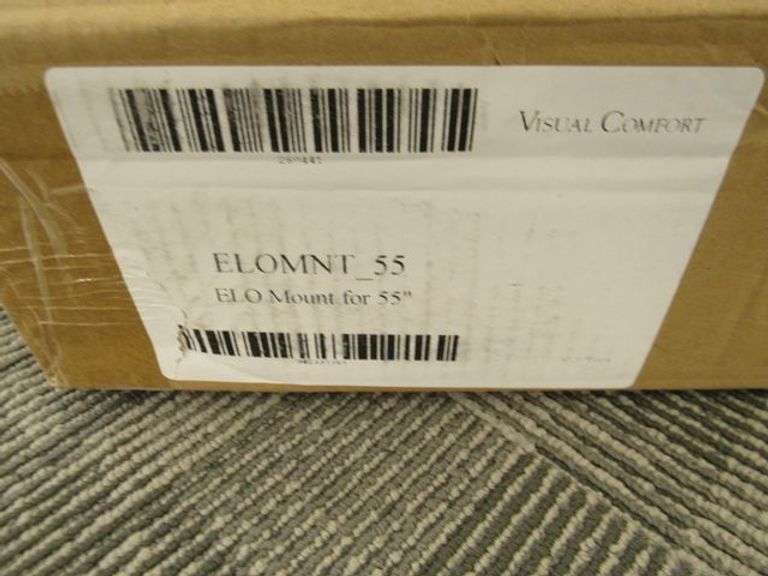 VISUAL COMFORT
ELOMNT_55
ELO Mount for 55"